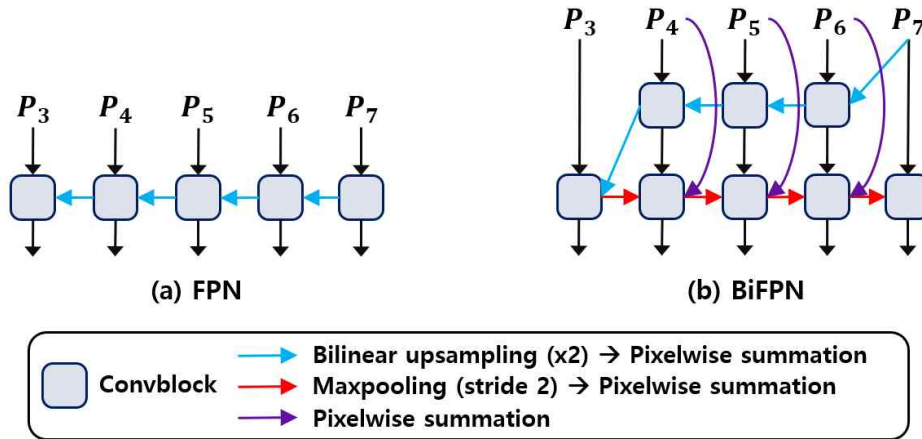 P3 P4 P5 P6 P7
P3 P4 P5 P6 P7
(a) FPN
(b) BiFPN
Convblock
Bilinear upsampling (x2) → Pixelwise summation
Maxpooling (stride 2) → Pixelwise summation
Pixelwise summation